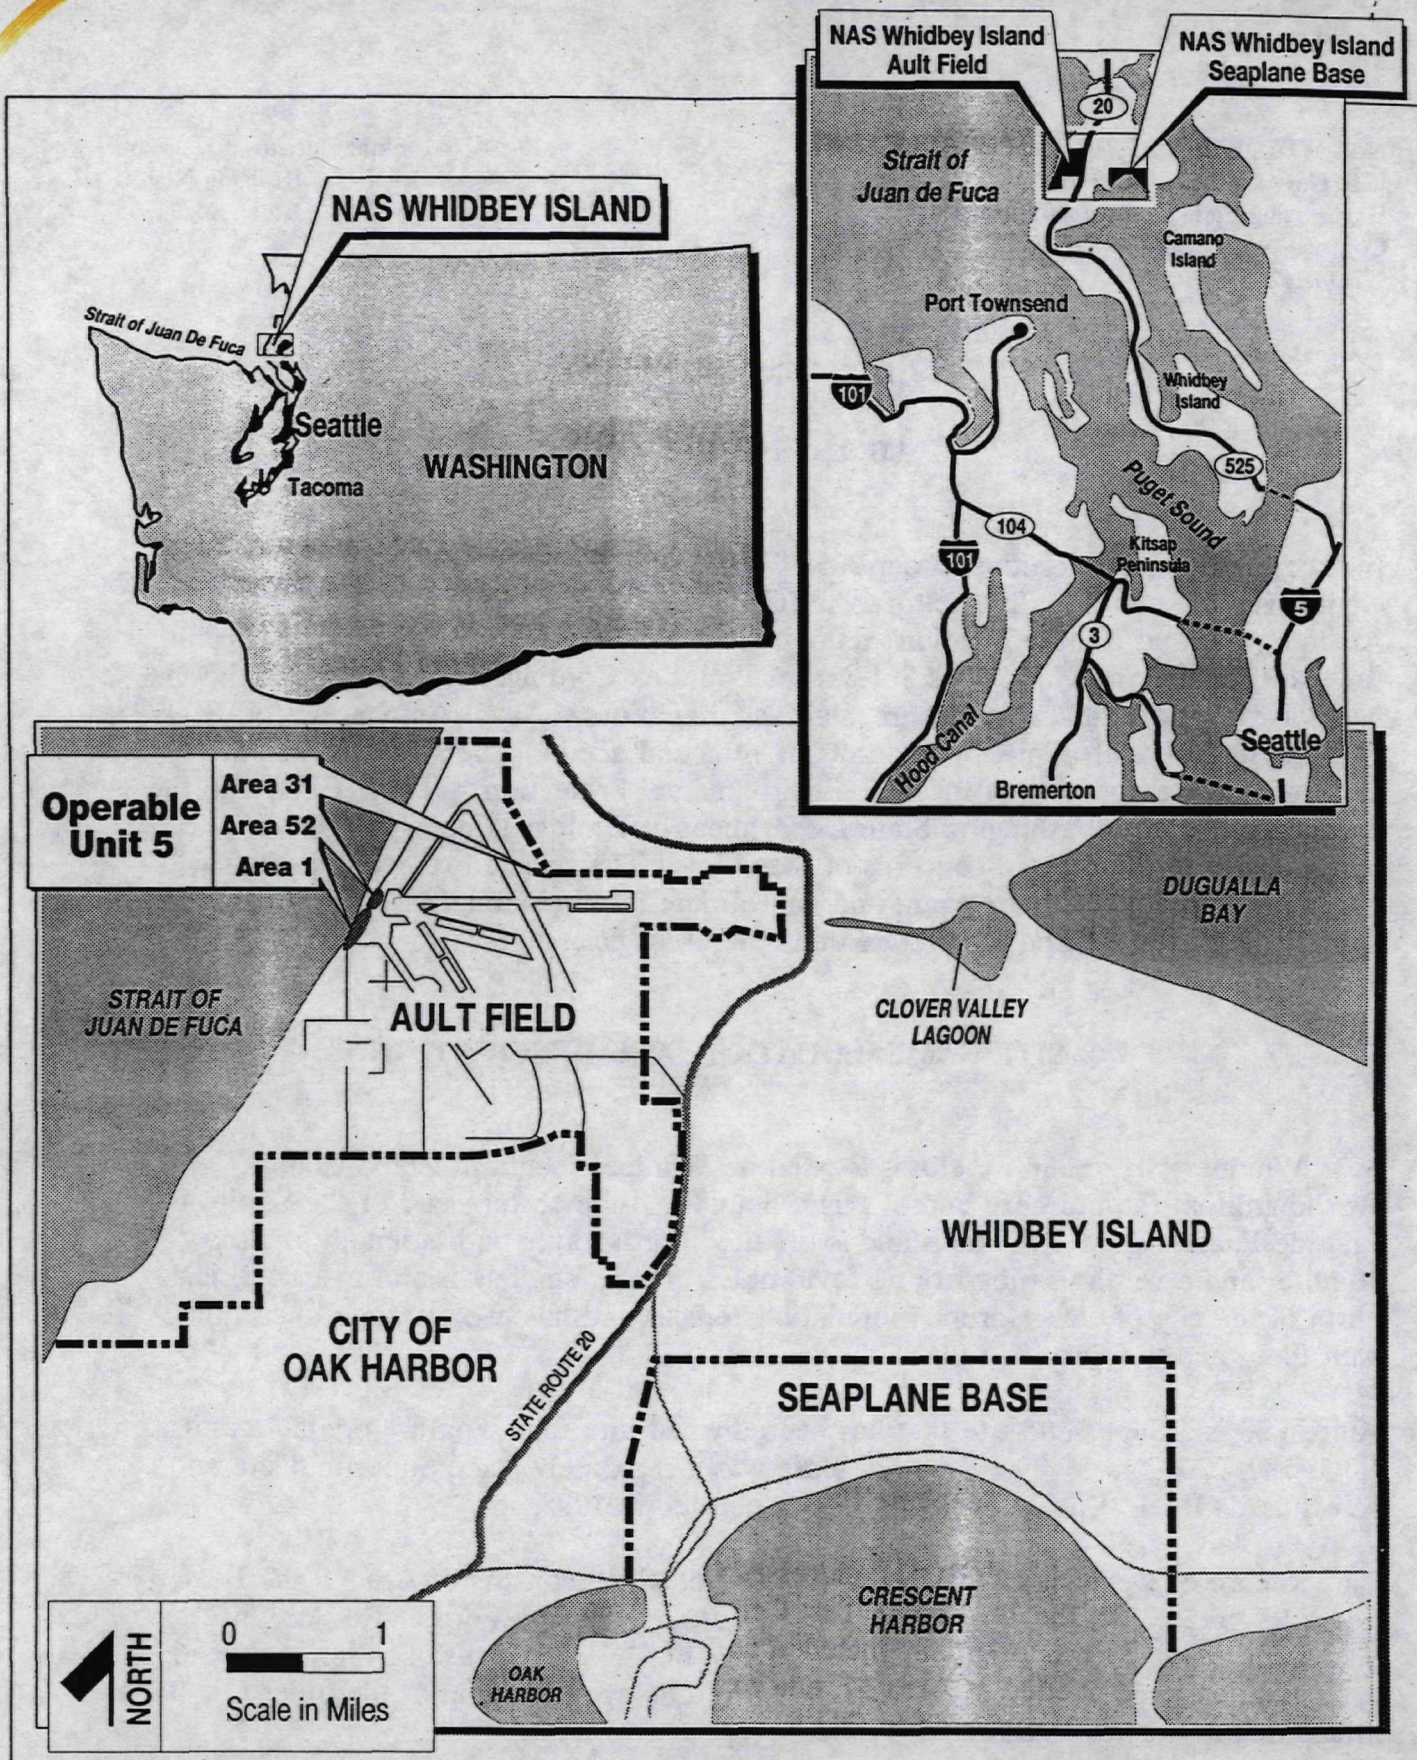 NAS Whidbey Island
Ault Field
NAS Whidbey Island
Seaplane Base
20
Strait of
Juan de Fuca
Camano
Island
Port Townsend
101
Whidbey
Island
525
Puget Sound
104
101
Kitsap
Peninsula
5
3
Hood Canal
Seattle
Bremerton
NAS WHIDBEY ISLAND
Strait of Juan De Fuca
Seattle
WASHINGTON
Tacoma
Operable
Unit 5
Area 31
Area 52
Area 1
DUGUALLA
BAY
STRAIT OF
JUAN DE FUCA
AULT FIELD
CLOVER VALLEY
LAGOON
WHIDBEY ISLAND
CITY OF
OAK HARBOR
STATE ROUTE 20
SEAPLANE BASE
CRESCENT
HARBOR
OAK
HARBOR
NORTH
0 1
Scale in Miles